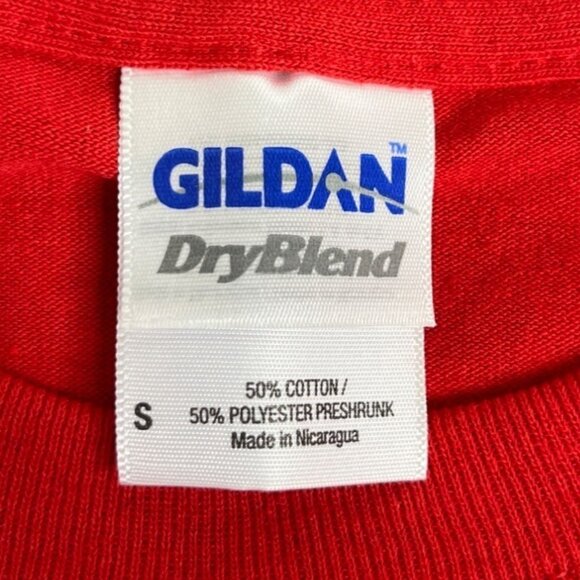 GILDAN™
DryBlend
S
50% COTTON /
50% POLYESTER PRESHRUNK
Made in Nicaragua